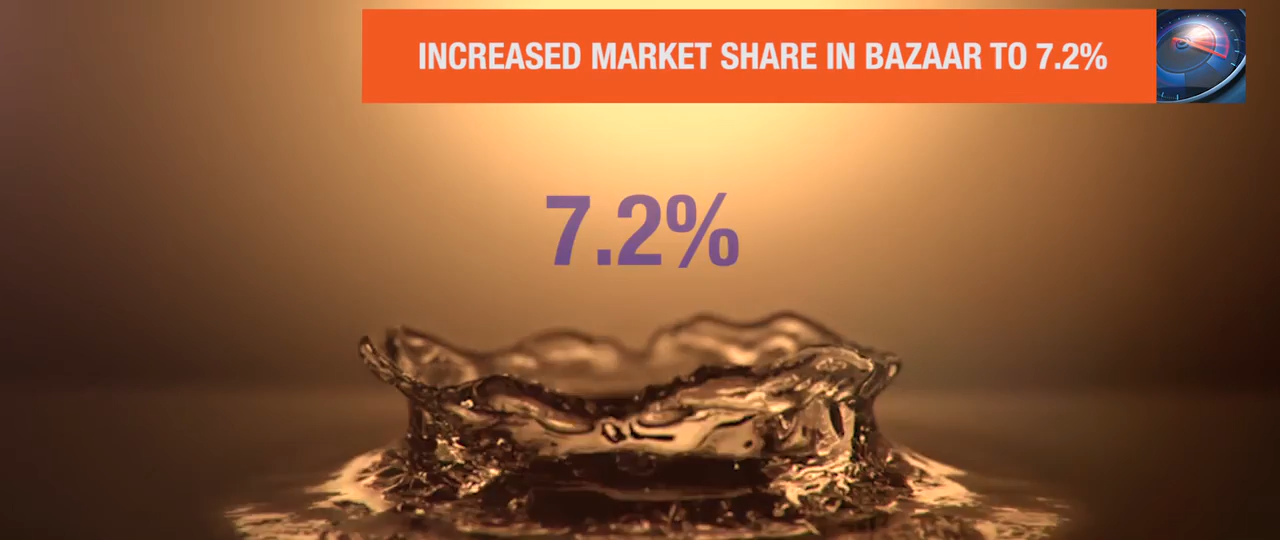 INCREASED MARKET SHARE IN BAZAAR TO 7.2%
7.2%